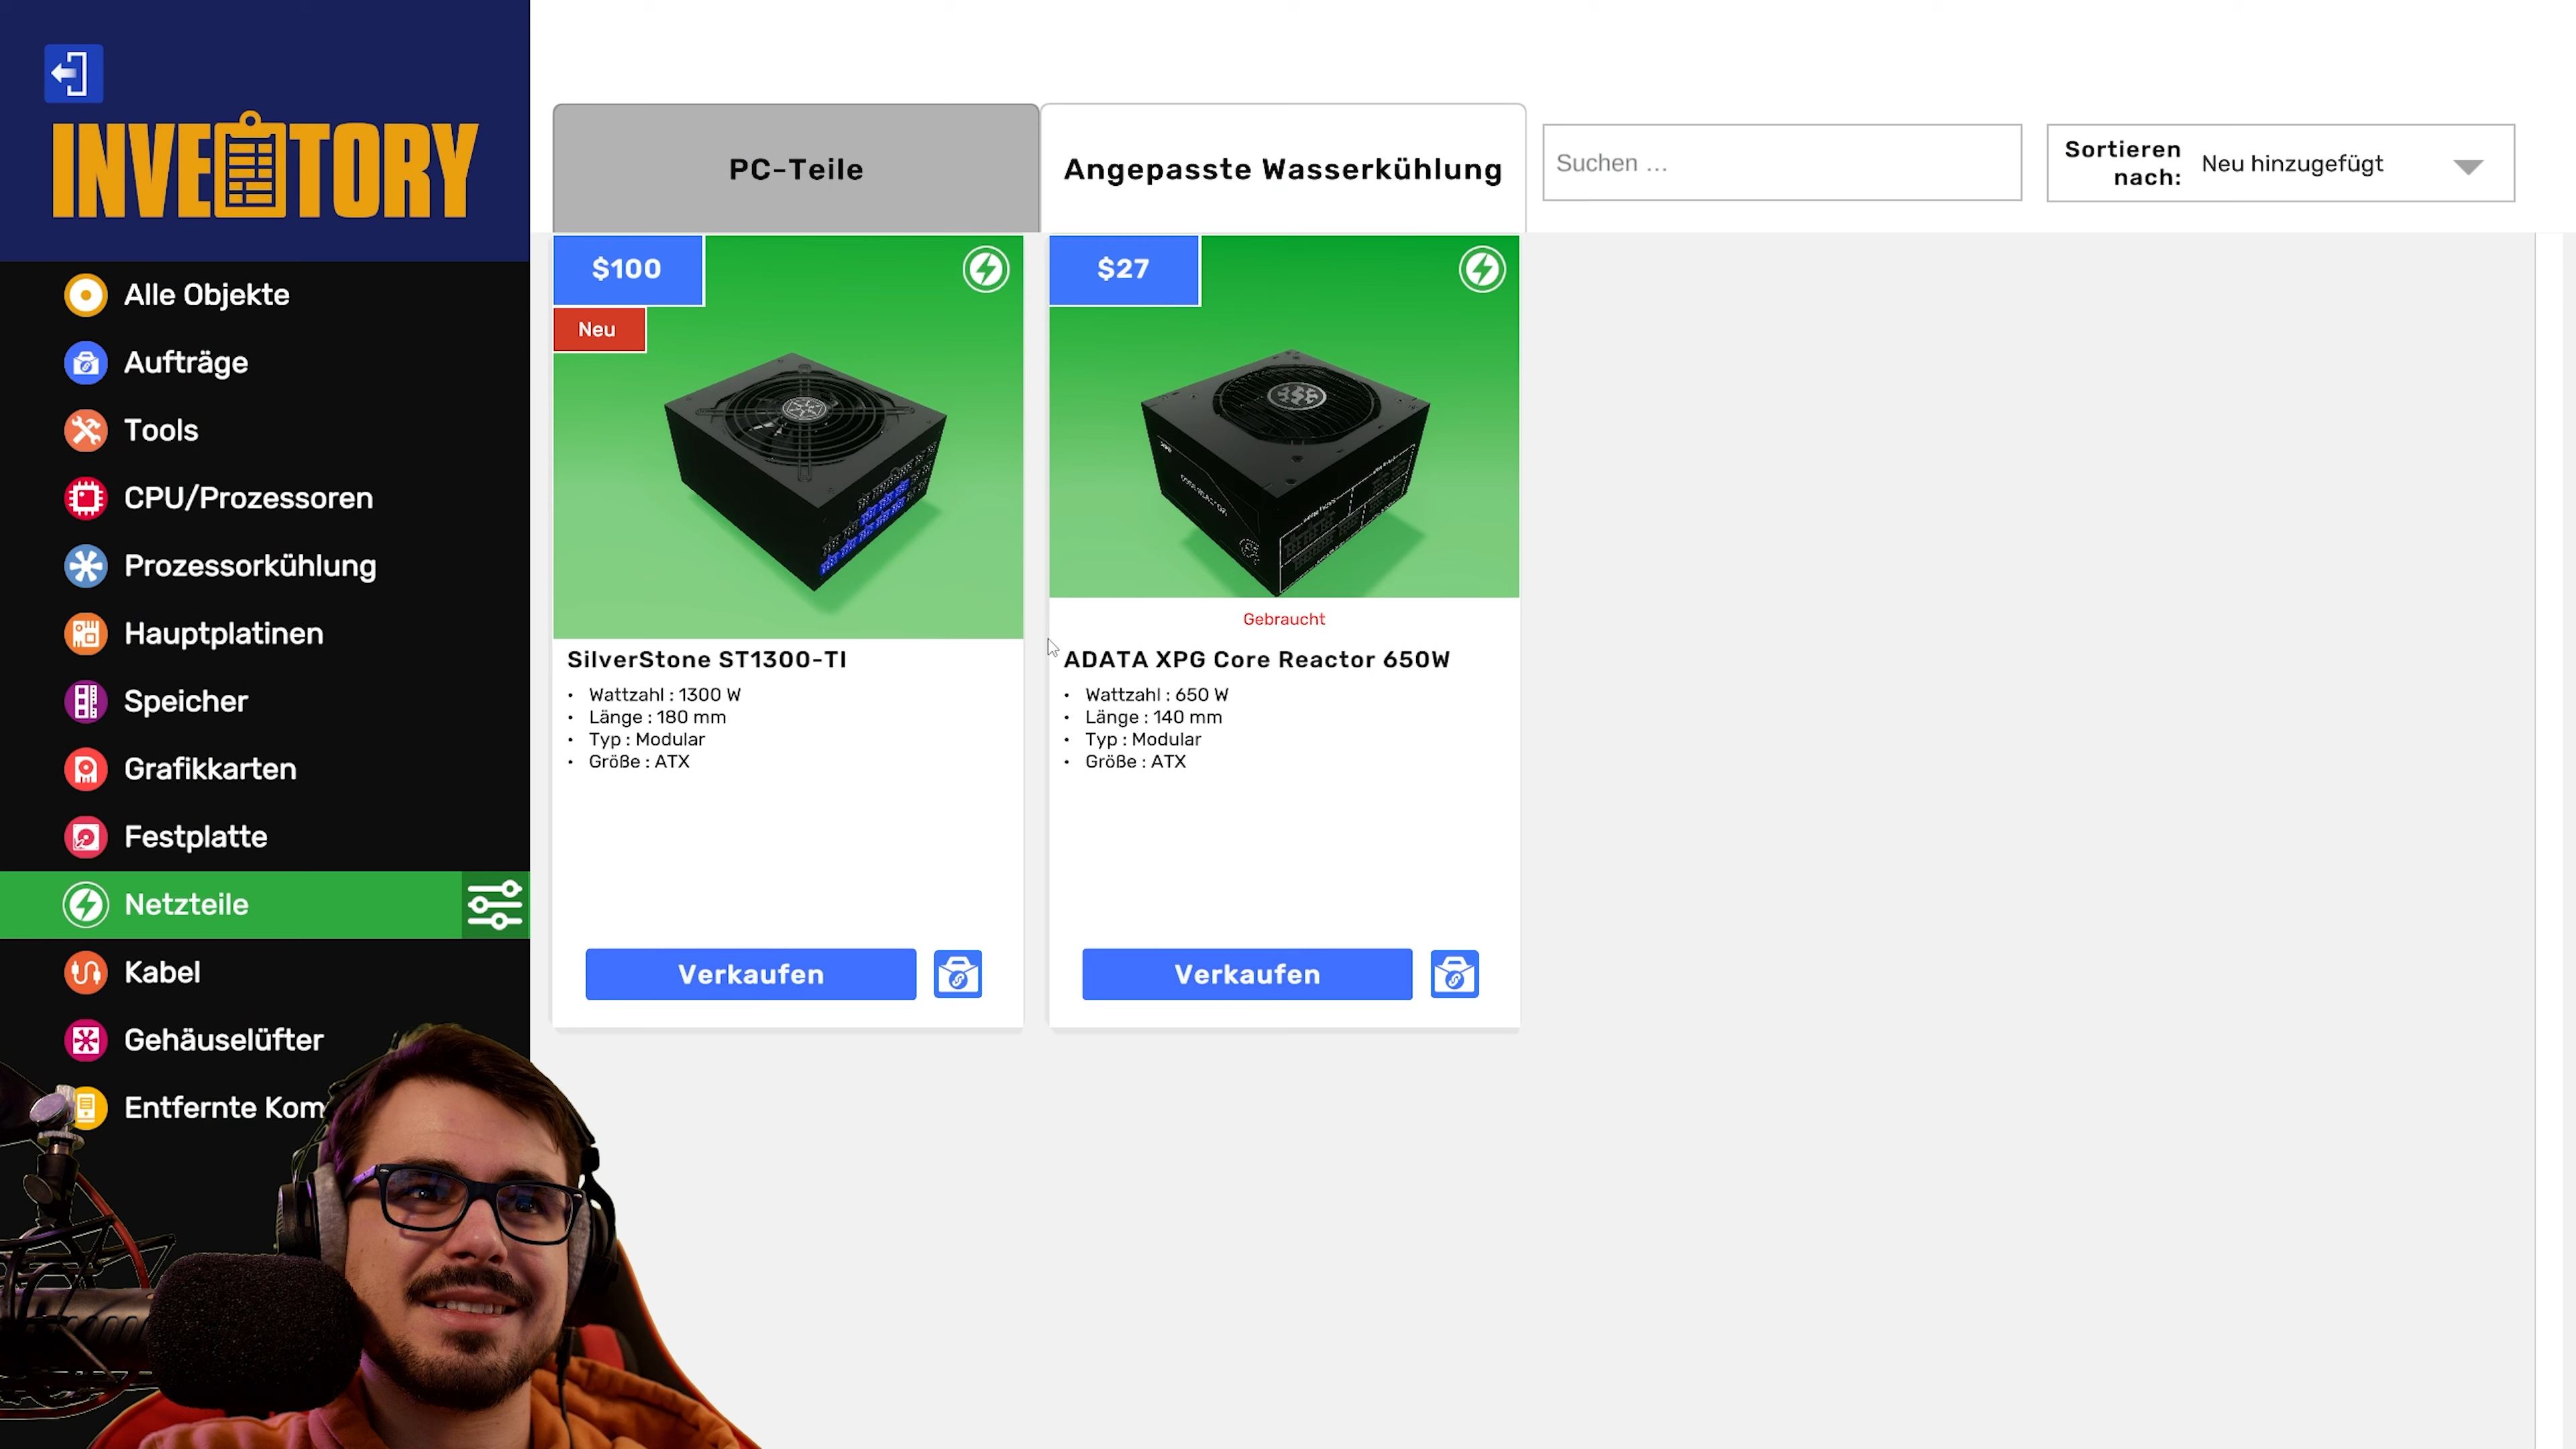 INVENTORY
Alle Objekte
Aufträge
Tools
CPU/Prozessoren
Prozessorkühlung
Hauptplatinen
Speicher
Grafikkarten
Festplatte
Netzteile
Kabel
Gehäuselüfter
Entfernte Kom
PC-Teile
Angepasste Wasserkühlung
Suchen ...
Sortieren nach:
Neu hinzugefügt
$100
Neu
SilverStone ST1300-TI
• Wattzahl : 1300 W
• Länge : 180 mm
• Typ : Modular
• Größe : ATX
Verkaufen
$27
Gebraucht
ADATA XPG Core Reactor 650W
• Wattzahl : 650 W
• Länge : 140 mm
• Typ : Modular
• Größe : ATX
Verkaufen